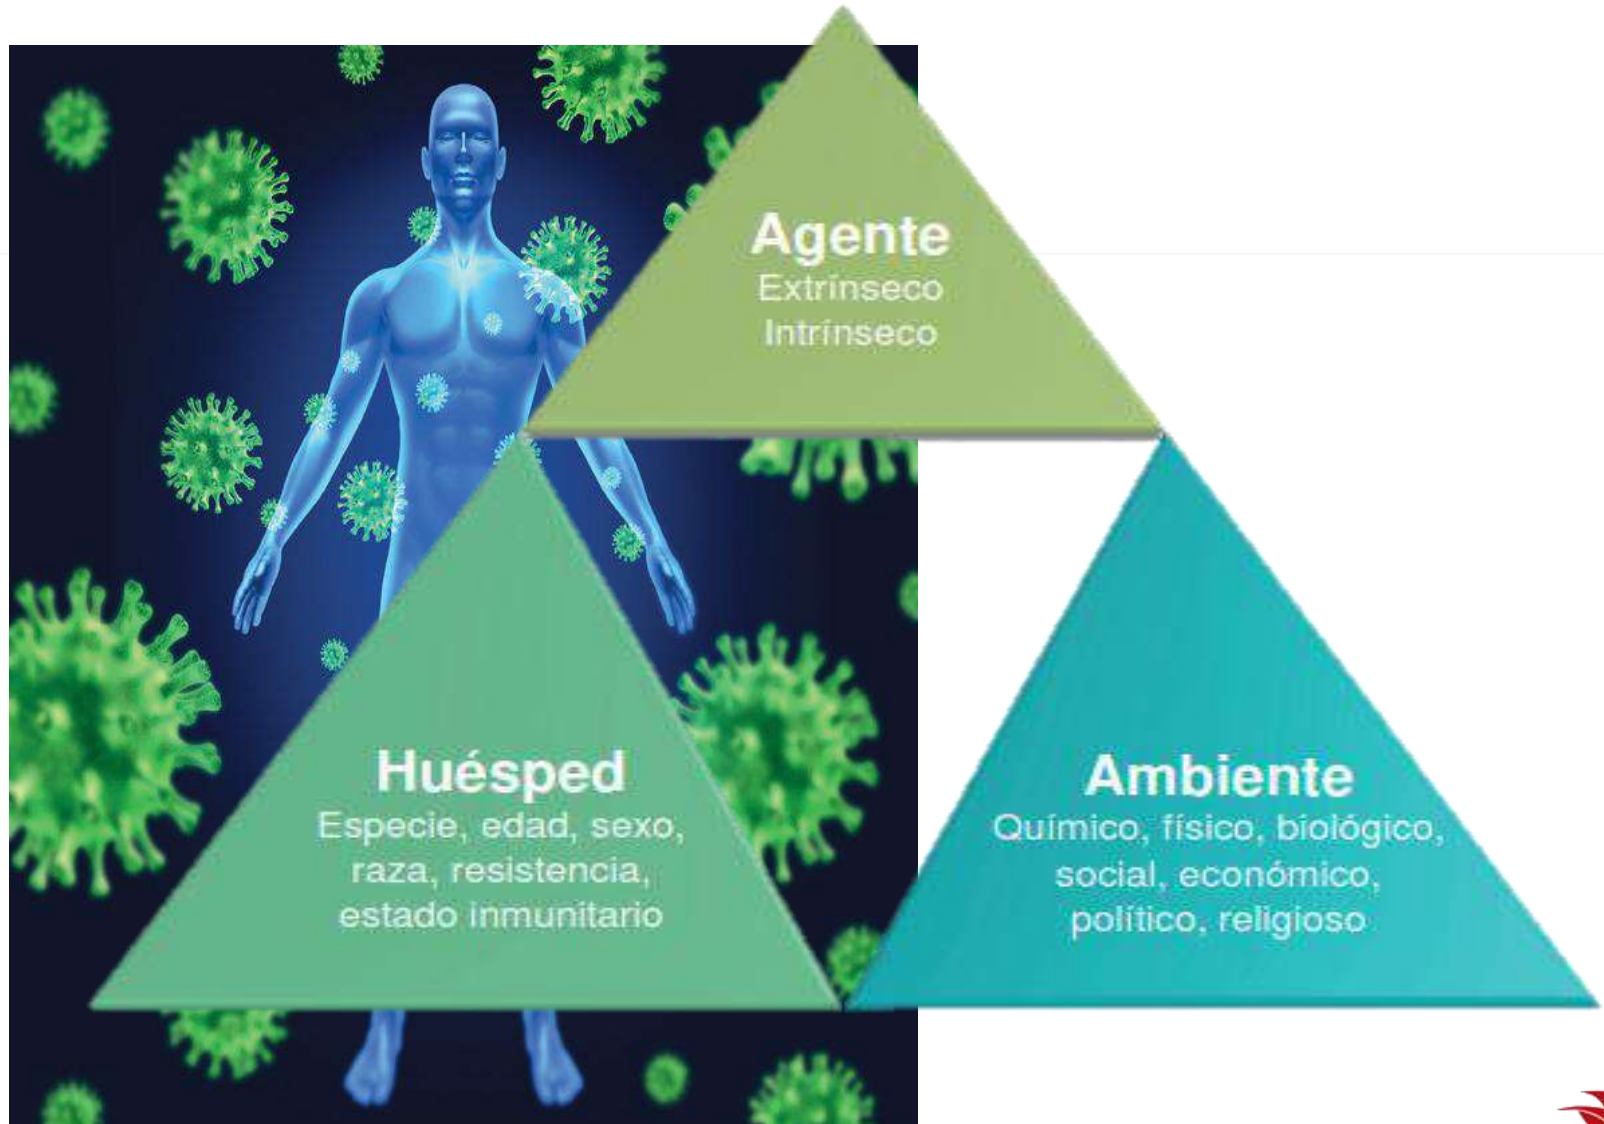 Agente
Extrínseco
Intrínseco
Huésped
Especie, edad, sexo,
raza, resistencia,
estado inmunitario
Ambiente
Químico, físico, biológico,
social, económico,
político, religioso